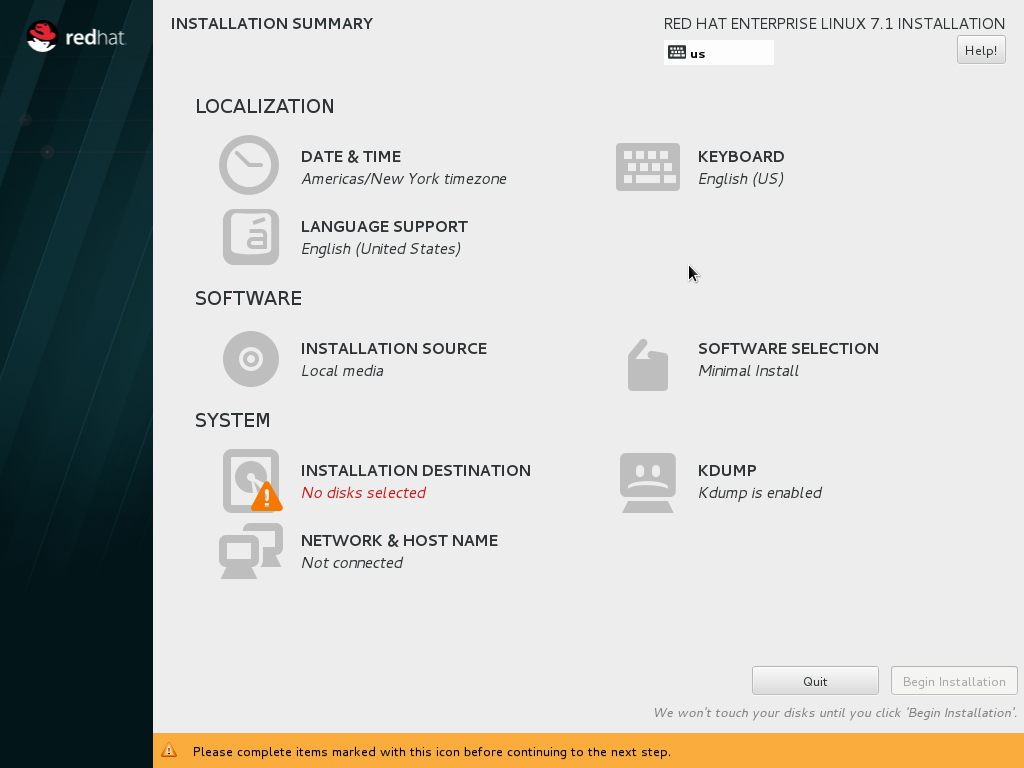 redhat.
INSTALLATION SUMMARY
RED HAT ENTERPRISE LINUX 7.1 INSTALLATION
us
Help!
LOCALIZATION
DATE & TIME
Americas/New York timezone
KEYBOARD
English (US)
á
LANGUAGE SUPPORT
English (United States)
SOFTWARE
INSTALLATION SOURCE
Local media
SOFTWARE SELECTION
Minimal Install
SYSTEM
INSTALLATION DESTINATION
No disks selected
KDUMP
Kdump is enabled
NETWORK & HOST NAME
Not connected
Quit
Begin Installation
We won't touch your disks until you click 'Begin Installation'.
Please complete items marked with this icon before continuing to the next step.